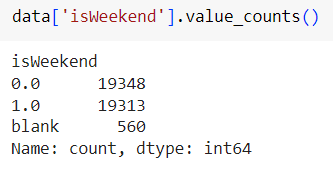 data['isWeekend'].value_counts()
isWeekend
0.0 19348
1.0 19313
blank 560
Name: count, dtype: int64